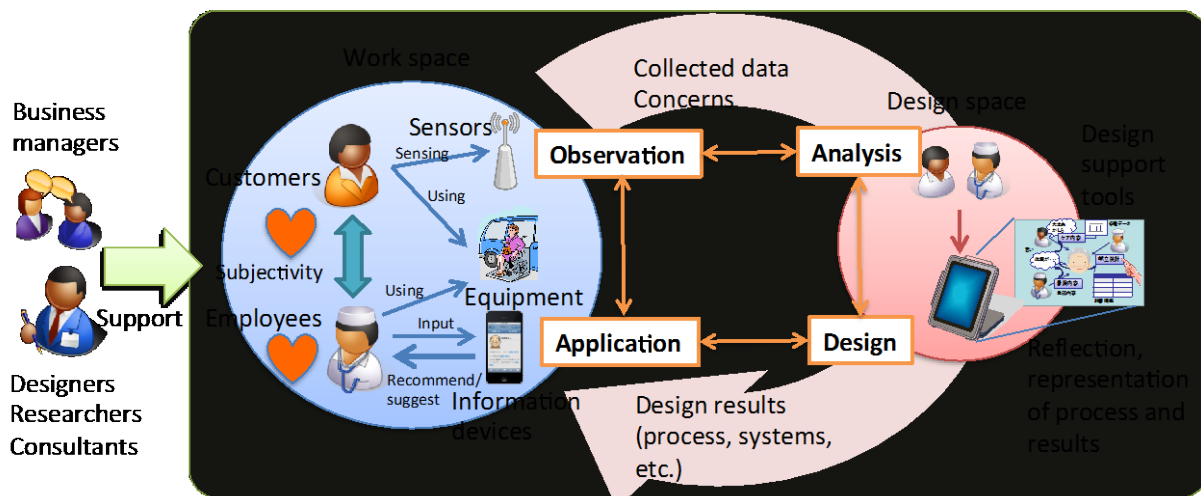 Business
managers
Support
Designers
Researchers
Consultants
Work space
Customers
Sensors
Sensing
Using
Subjectivity
Using
Equipment
Employees
Input
Recommend/
suggest
Information
devices
Collected data
Concerns
Observation
Analysis
Application
Design
Design results
(process, systems,
etc.)
Design space
Design
support
tools
Reflection,
representation
of process and
results